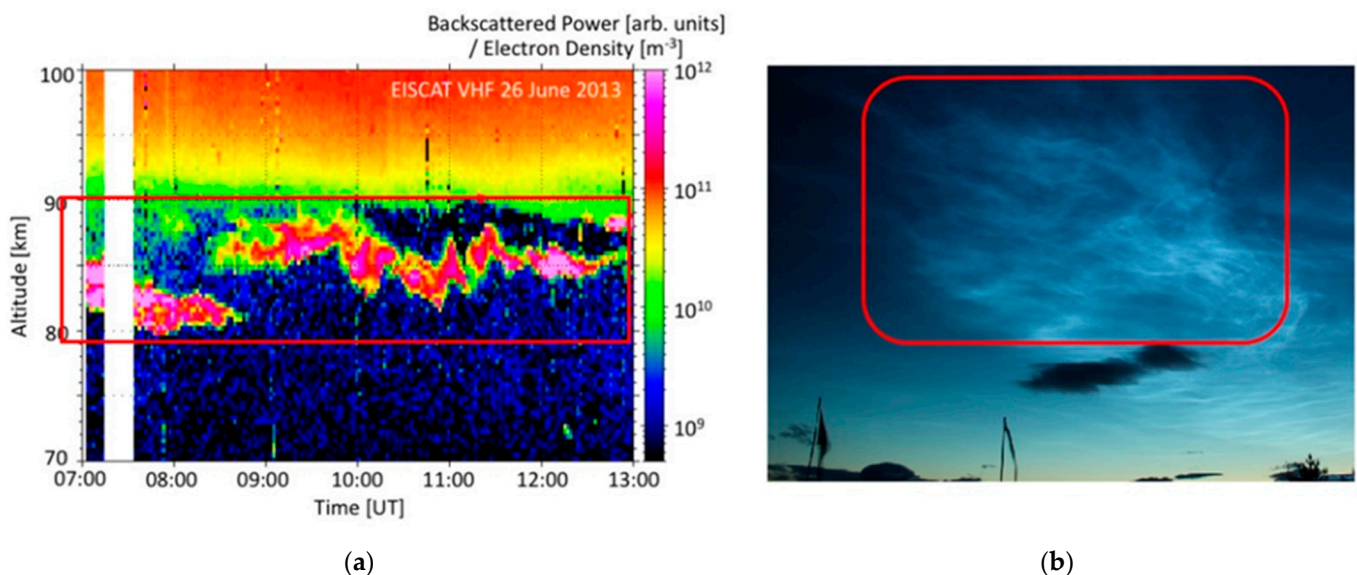 Backscattered Power [arb. units]
/ Electron Density [m⁻³]
EISCAT VHF 26 June 2013
100
90
80
70
Altitude [km]
07:00 08:00 09:00 10:00 11:00 12:00 13:00
Time [UT]
10¹²
10¹¹
10¹⁰
10⁹
(a) (b)